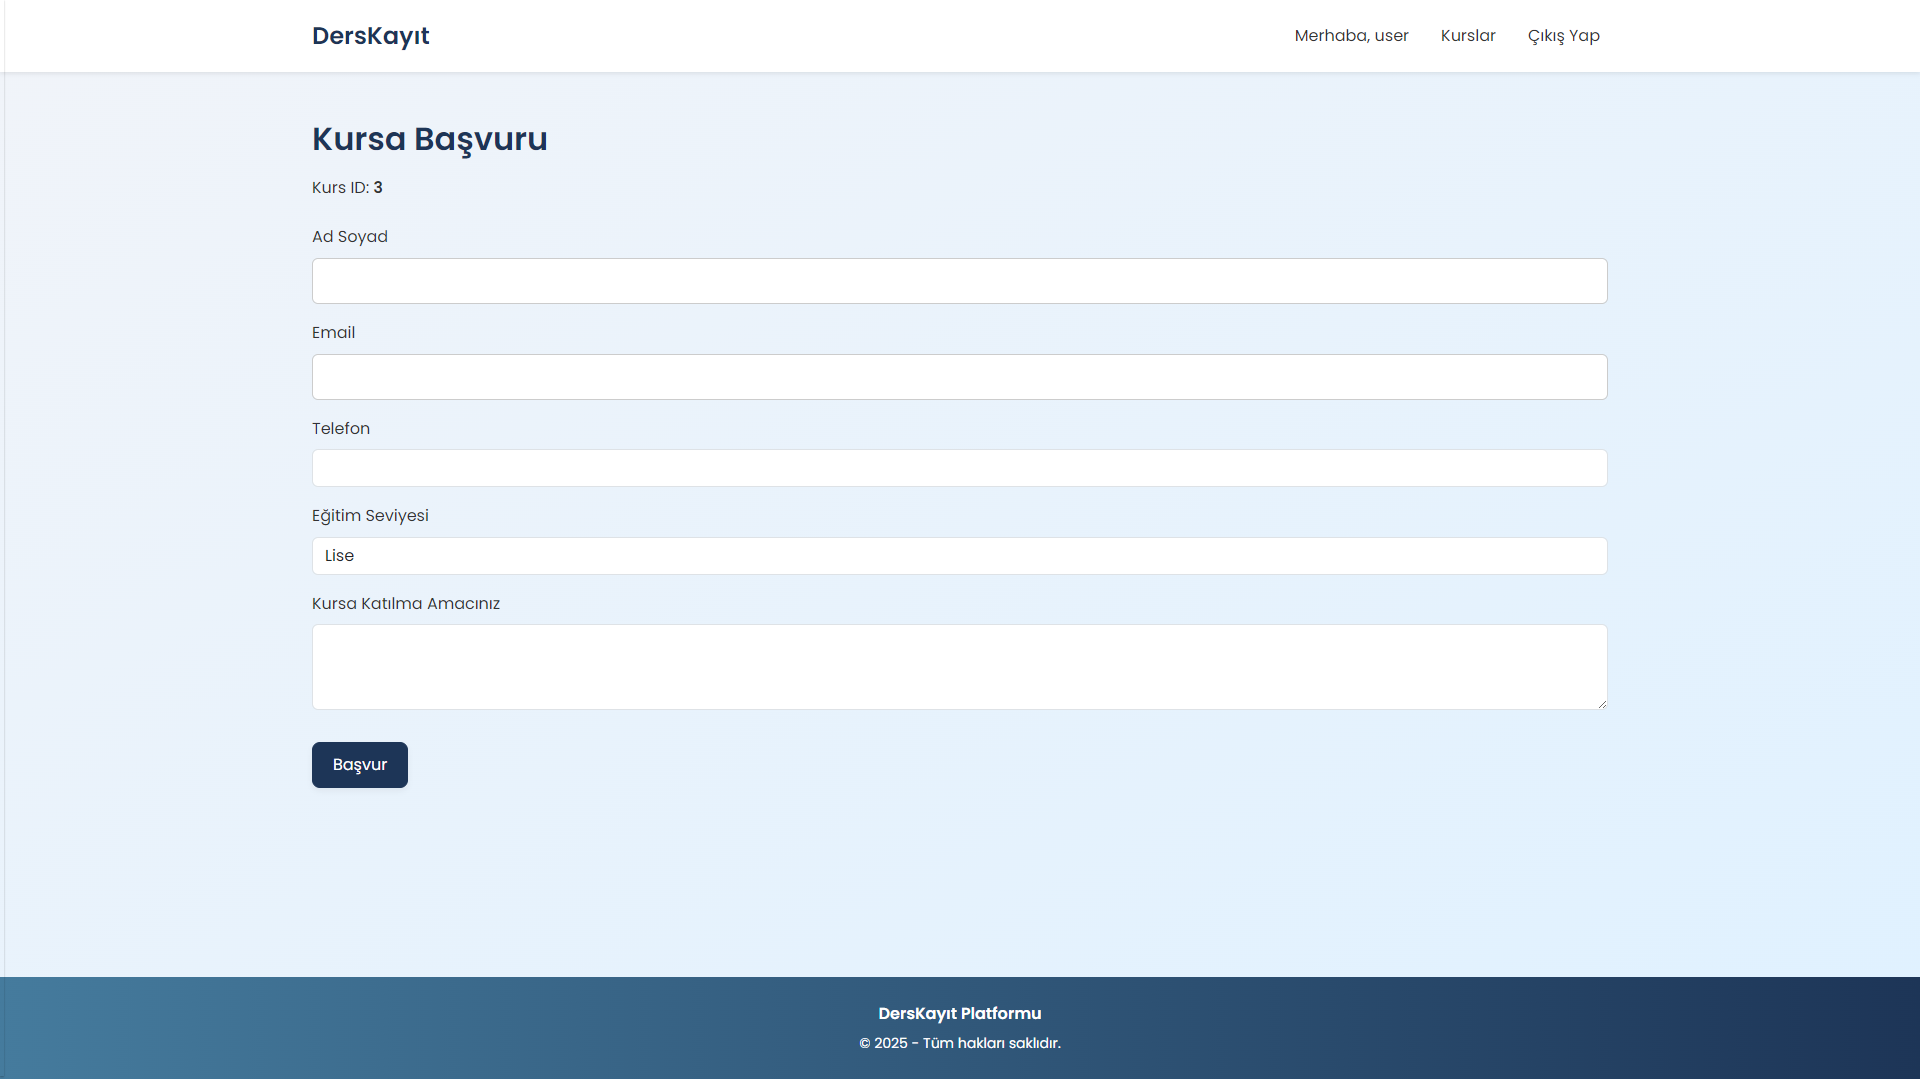 DersKayıt
Merhaba, user
Kurslar
Çıkış Yap
Kursa Başvuru
Kurs ID: 3
Ad Soyad
Email
Telefon
Eğitim Seviyesi
Lise
Kursa Katılma Amacınız
Başvur
DersKayıt Platformu
© 2025 - Tüm hakları saklıdır.